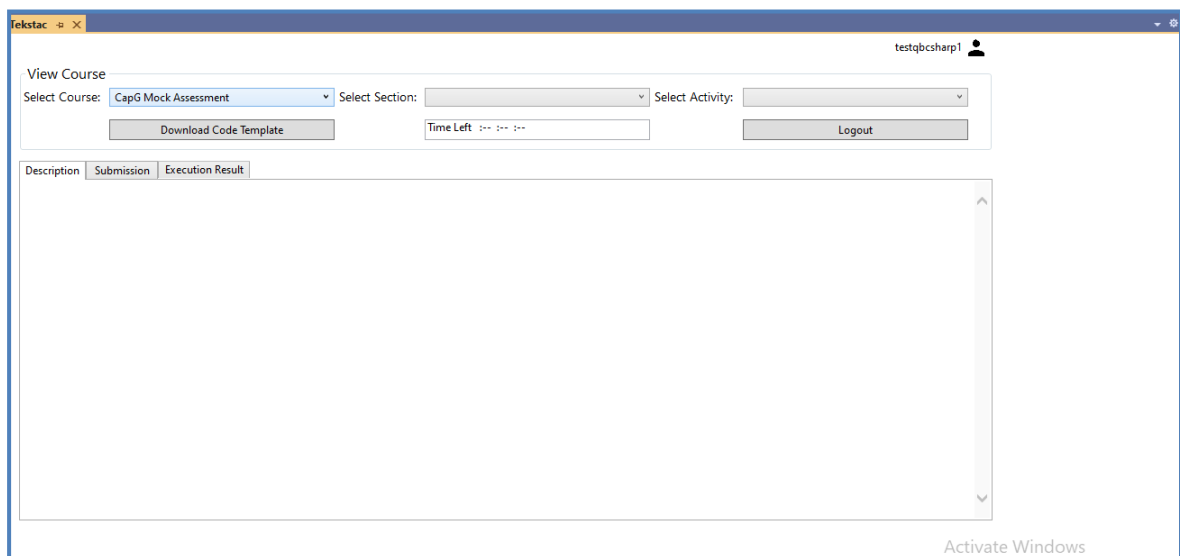 Tekstac
testqbcsharp1
View Course
Select Course: CapG Mock Assessment Select Section: Select Activity:
Download Code Template Time Left :-- :-- :-- Logout
Description Submission Execution Result
Activate Windows